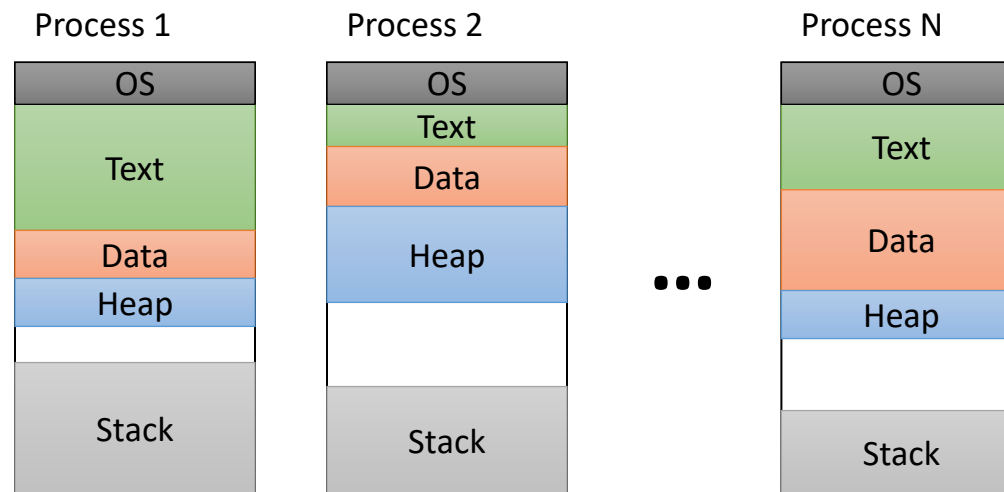 Process 1
OS
Text
Data
Heap
Stack
Process 2
OS
Text
Data
Heap
Stack
...
Process N
OS
Text
Data
Heap
Stack